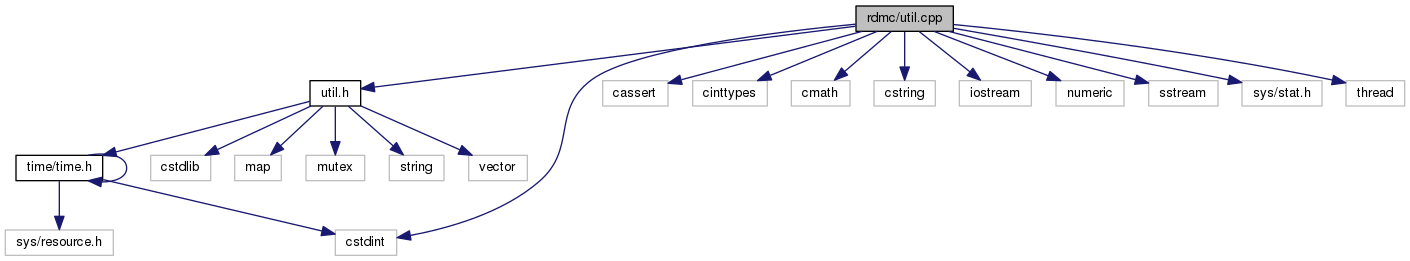 rdmc/util.cpp
util.h
cassert
cinttypes
cmath
cstring
iostream
numeric
sstream
sys/stat.h
thread
time/time.h
cstdlib
map
mutex
string
vector
sys/resource.h
cstdint